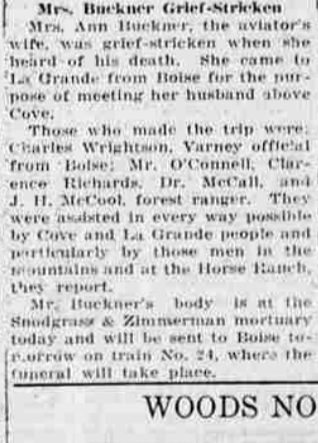 Mrs. Buckner Grief-Stricken
Mrs. Ann Buckner, the aviator's
wife, was grief-stricken when she
heard of his death. She came to
La Grande from Boise for the pur-
pose of meeting her husband above
Cove.
Those who made the trip were:
Charles Wrightson, Varney official
from Boise; Mr. O'Connell, Clar-
ence Richards, Dr. McCall, and
J. H. McCool, forest ranger. They
were assisted in every way possible
by Cove and La Grande people and
particularly by those men in the
mountains and at the Horse Ranch,
they report.
Mr. Buckner's body is at the
Snodgrass & Zimmerman mortuary
today and will be sent to Boise to-
morrow on train No. 24, where the
funeral will take place.
WOODS NO